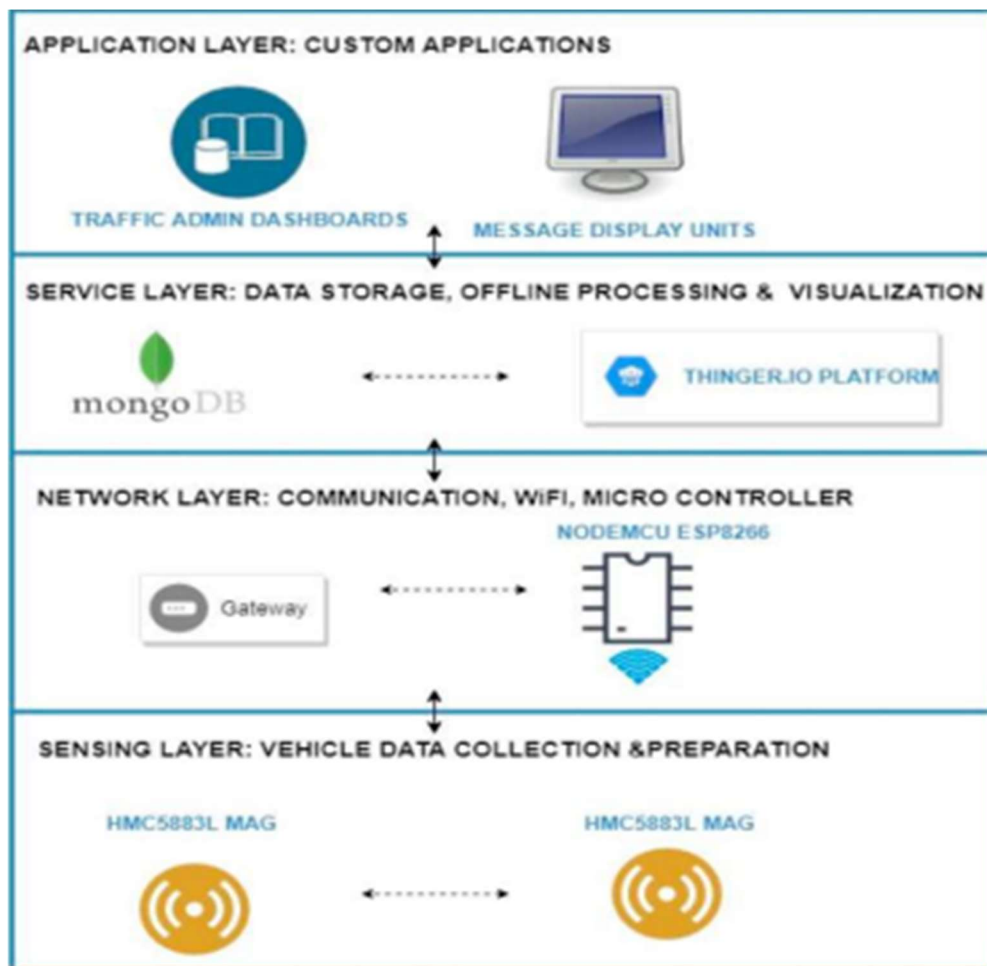 APPLICATION LAYER: CUSTOM APPLICATIONS
TRAFFIC ADMIN DASHBOARDS
MESSAGE DISPLAY UNITS
SERVICE LAYER: DATA STORAGE, OFFLINE PROCESSING & VISUALIZATION
mongoDB
THINGER.IO PLATFORM
NETWORK LAYER: COMMUNICATION, WiFI, MICRO CONTROLLER
NODEMCU ESP8266
Gateway
SENSING LAYER: VEHICLE DATA COLLECTION &PREPARATION
HMC5883L MAG
HMC5883L MAG